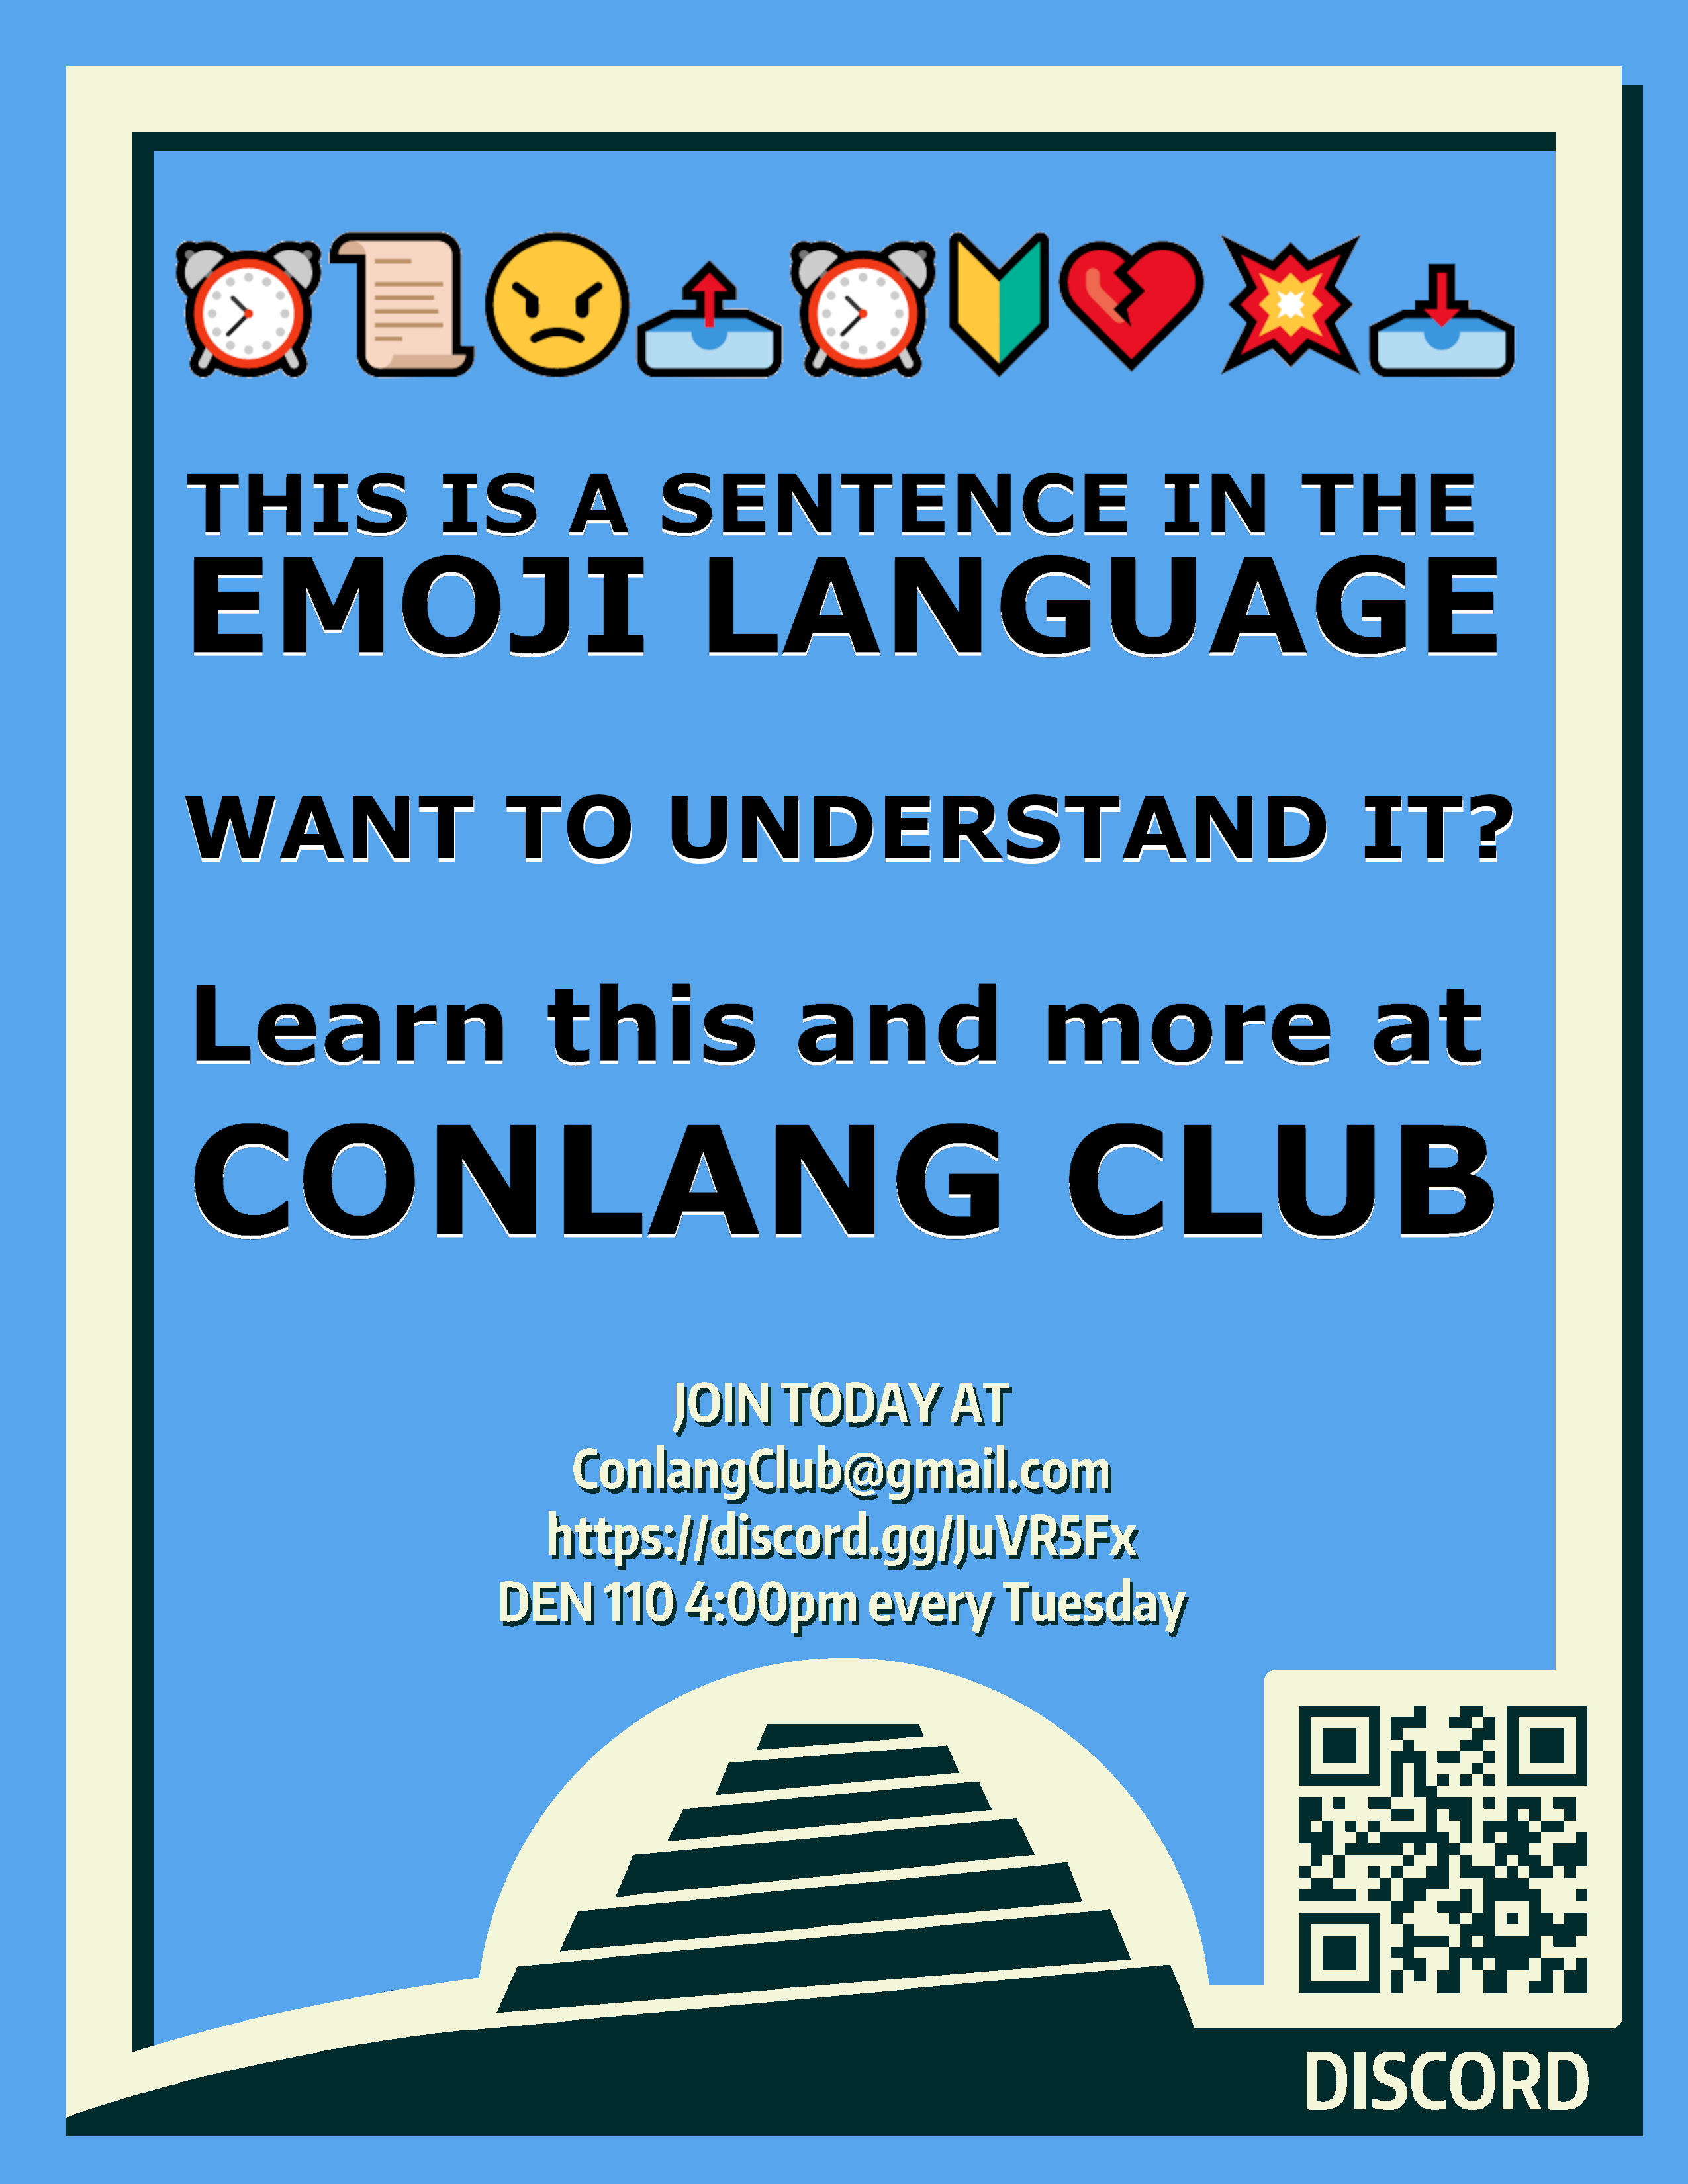 ⏰📜😠📤⏰🔰💔💥📥
THIS IS A SENTENCE IN THE
EMOJI LANGUAGE
WANT TO UNDERSTAND IT?
Learn this and more at
CONLANG CLUB
JOIN TODAY AT
ConlangClub@gmail.com
https://discord.gg/JuVR5Fx
DEN 110 4:00pm every Tuesday
DISCORD